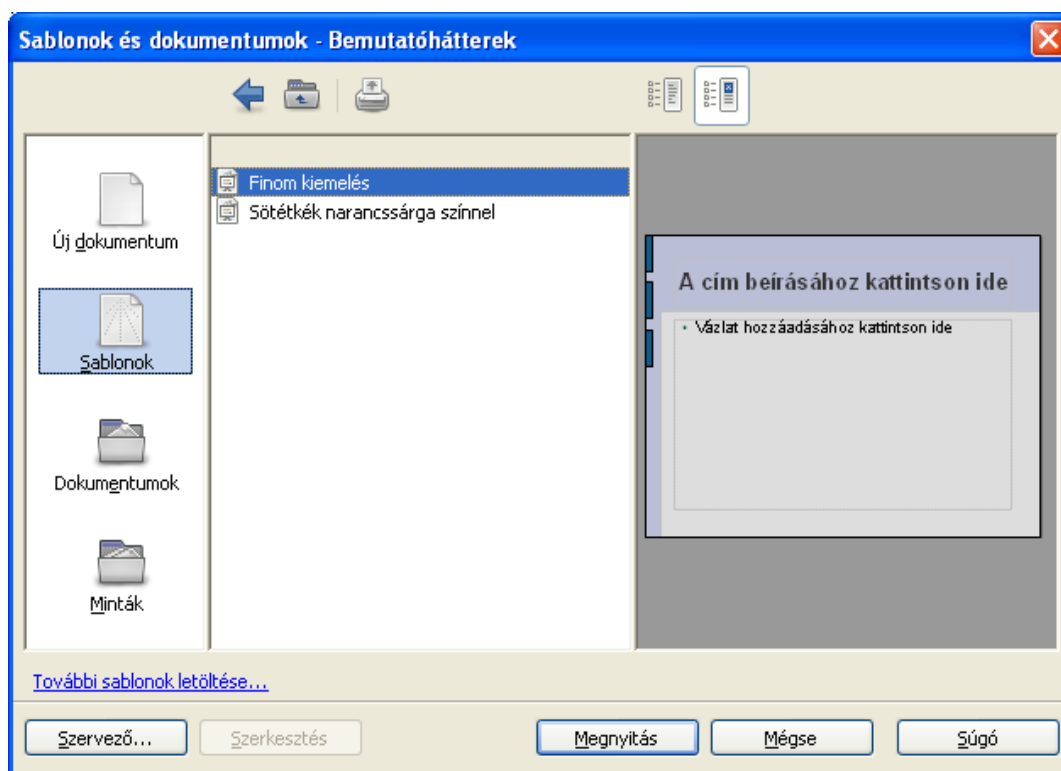 Sablonok és dokumentumok - Bemutatóhátterek
Új dokumentum
Sablonok
Dokumentumok
Minták
Finom kiemelés
Sötétkék narancssárga színnel
A cím beírásához kattintson ide
• Vázlat hozzáadásához kattintson ide
További sablonok letöltése...
Szervező... Szerkesztés Megnyitás Mégse Súgó